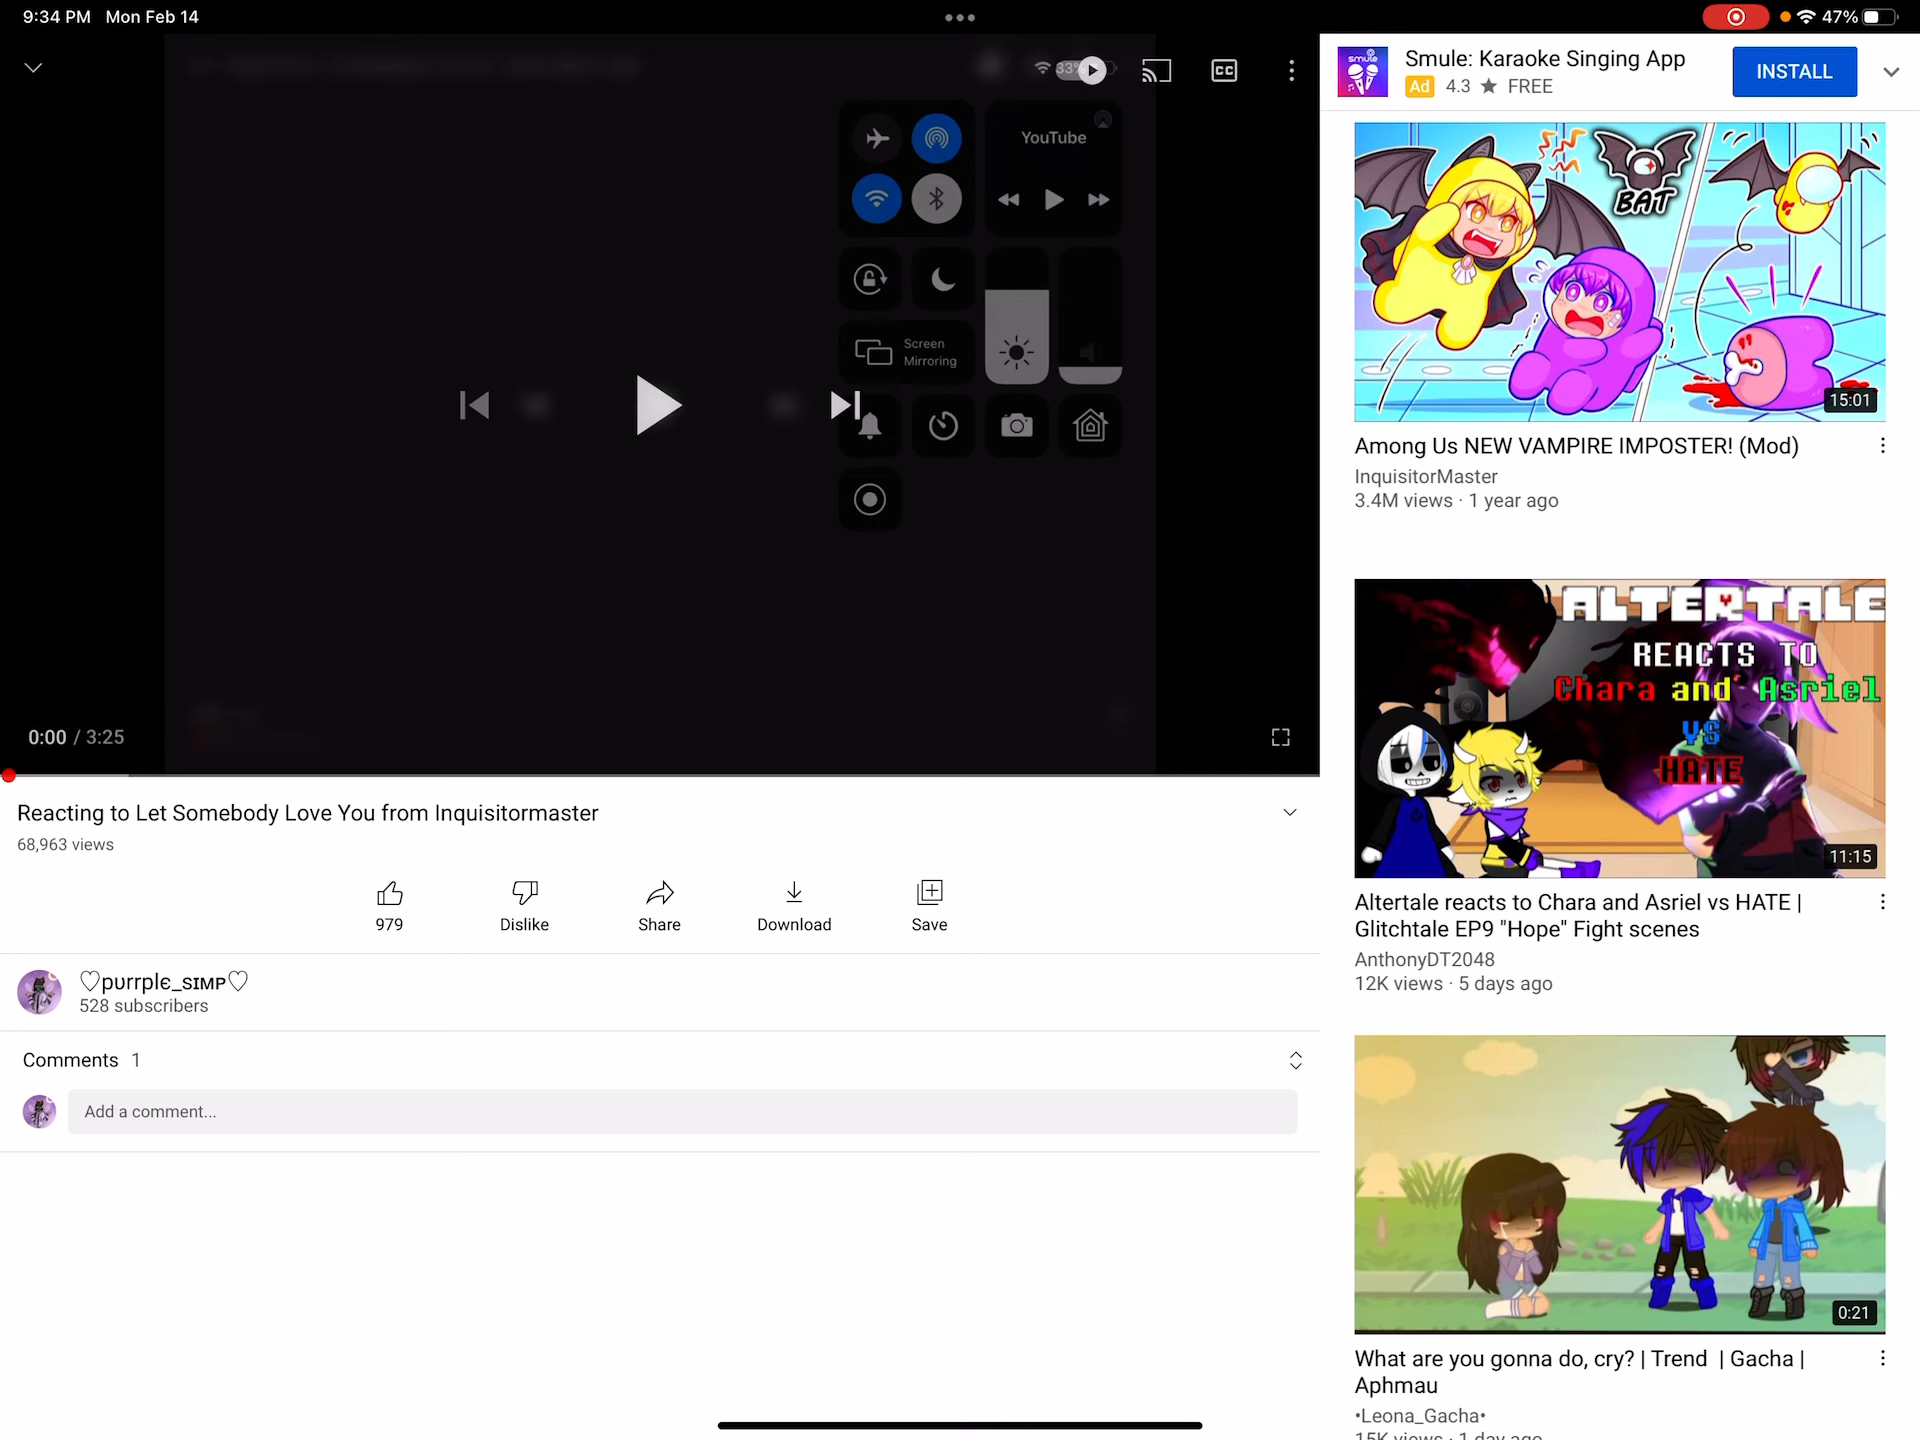 9:34 PM Mon Feb 14
47%
33%
CC
YouTube
Screen
Mirroring
0:00 / 3:25
Reacting to Let Somebody Love You from Inquisitormaster
68,963 views
979
Dislike
Share
Download
Save
♡pυrrplє_sɪᴍᴘ♡
528 subscribers
Comments 1
Add a comment...
smule
Smule: Karaoke Singing App
Ad 4.3 ★ FREE
INSTALL
BAT
15:01
Among Us NEW VAMPIRE IMPOSTER! (Mod)
InquisitorMaster
3.4M views · 1 year ago
ALTERTALE
REACTS TO
Chara and Asriel
VS
HATE
11:15
Altertale reacts to Chara and Asriel vs HATE |
Glitchtale EP9 "Hope" Fight scenes
AnthonyDT2048
12K views · 5 days ago
0:21
What are you gonna do, cry? | Trend | Gacha |
Aphmau
•Leona_Gacha•
15K views · 1 day ago